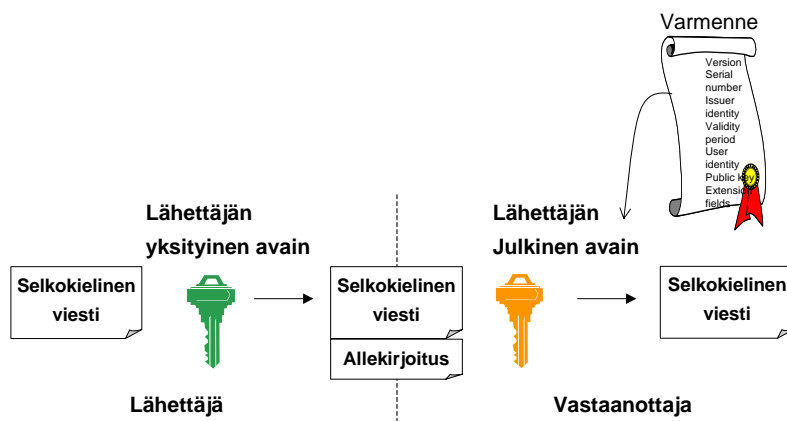 Varmenne
Version
Serial
number
Issuer
identity
Validity
period
User
identity
Public key
Extension
fields
Lähettäjän
yksityinen avain
Lähettäjän
Julkinen avain
Selkokielinen
viesti
Selkokielinen
viesti
Allekirjoitus
Selkokielinen
viesti
Lähettäjä
Vastaanottaja